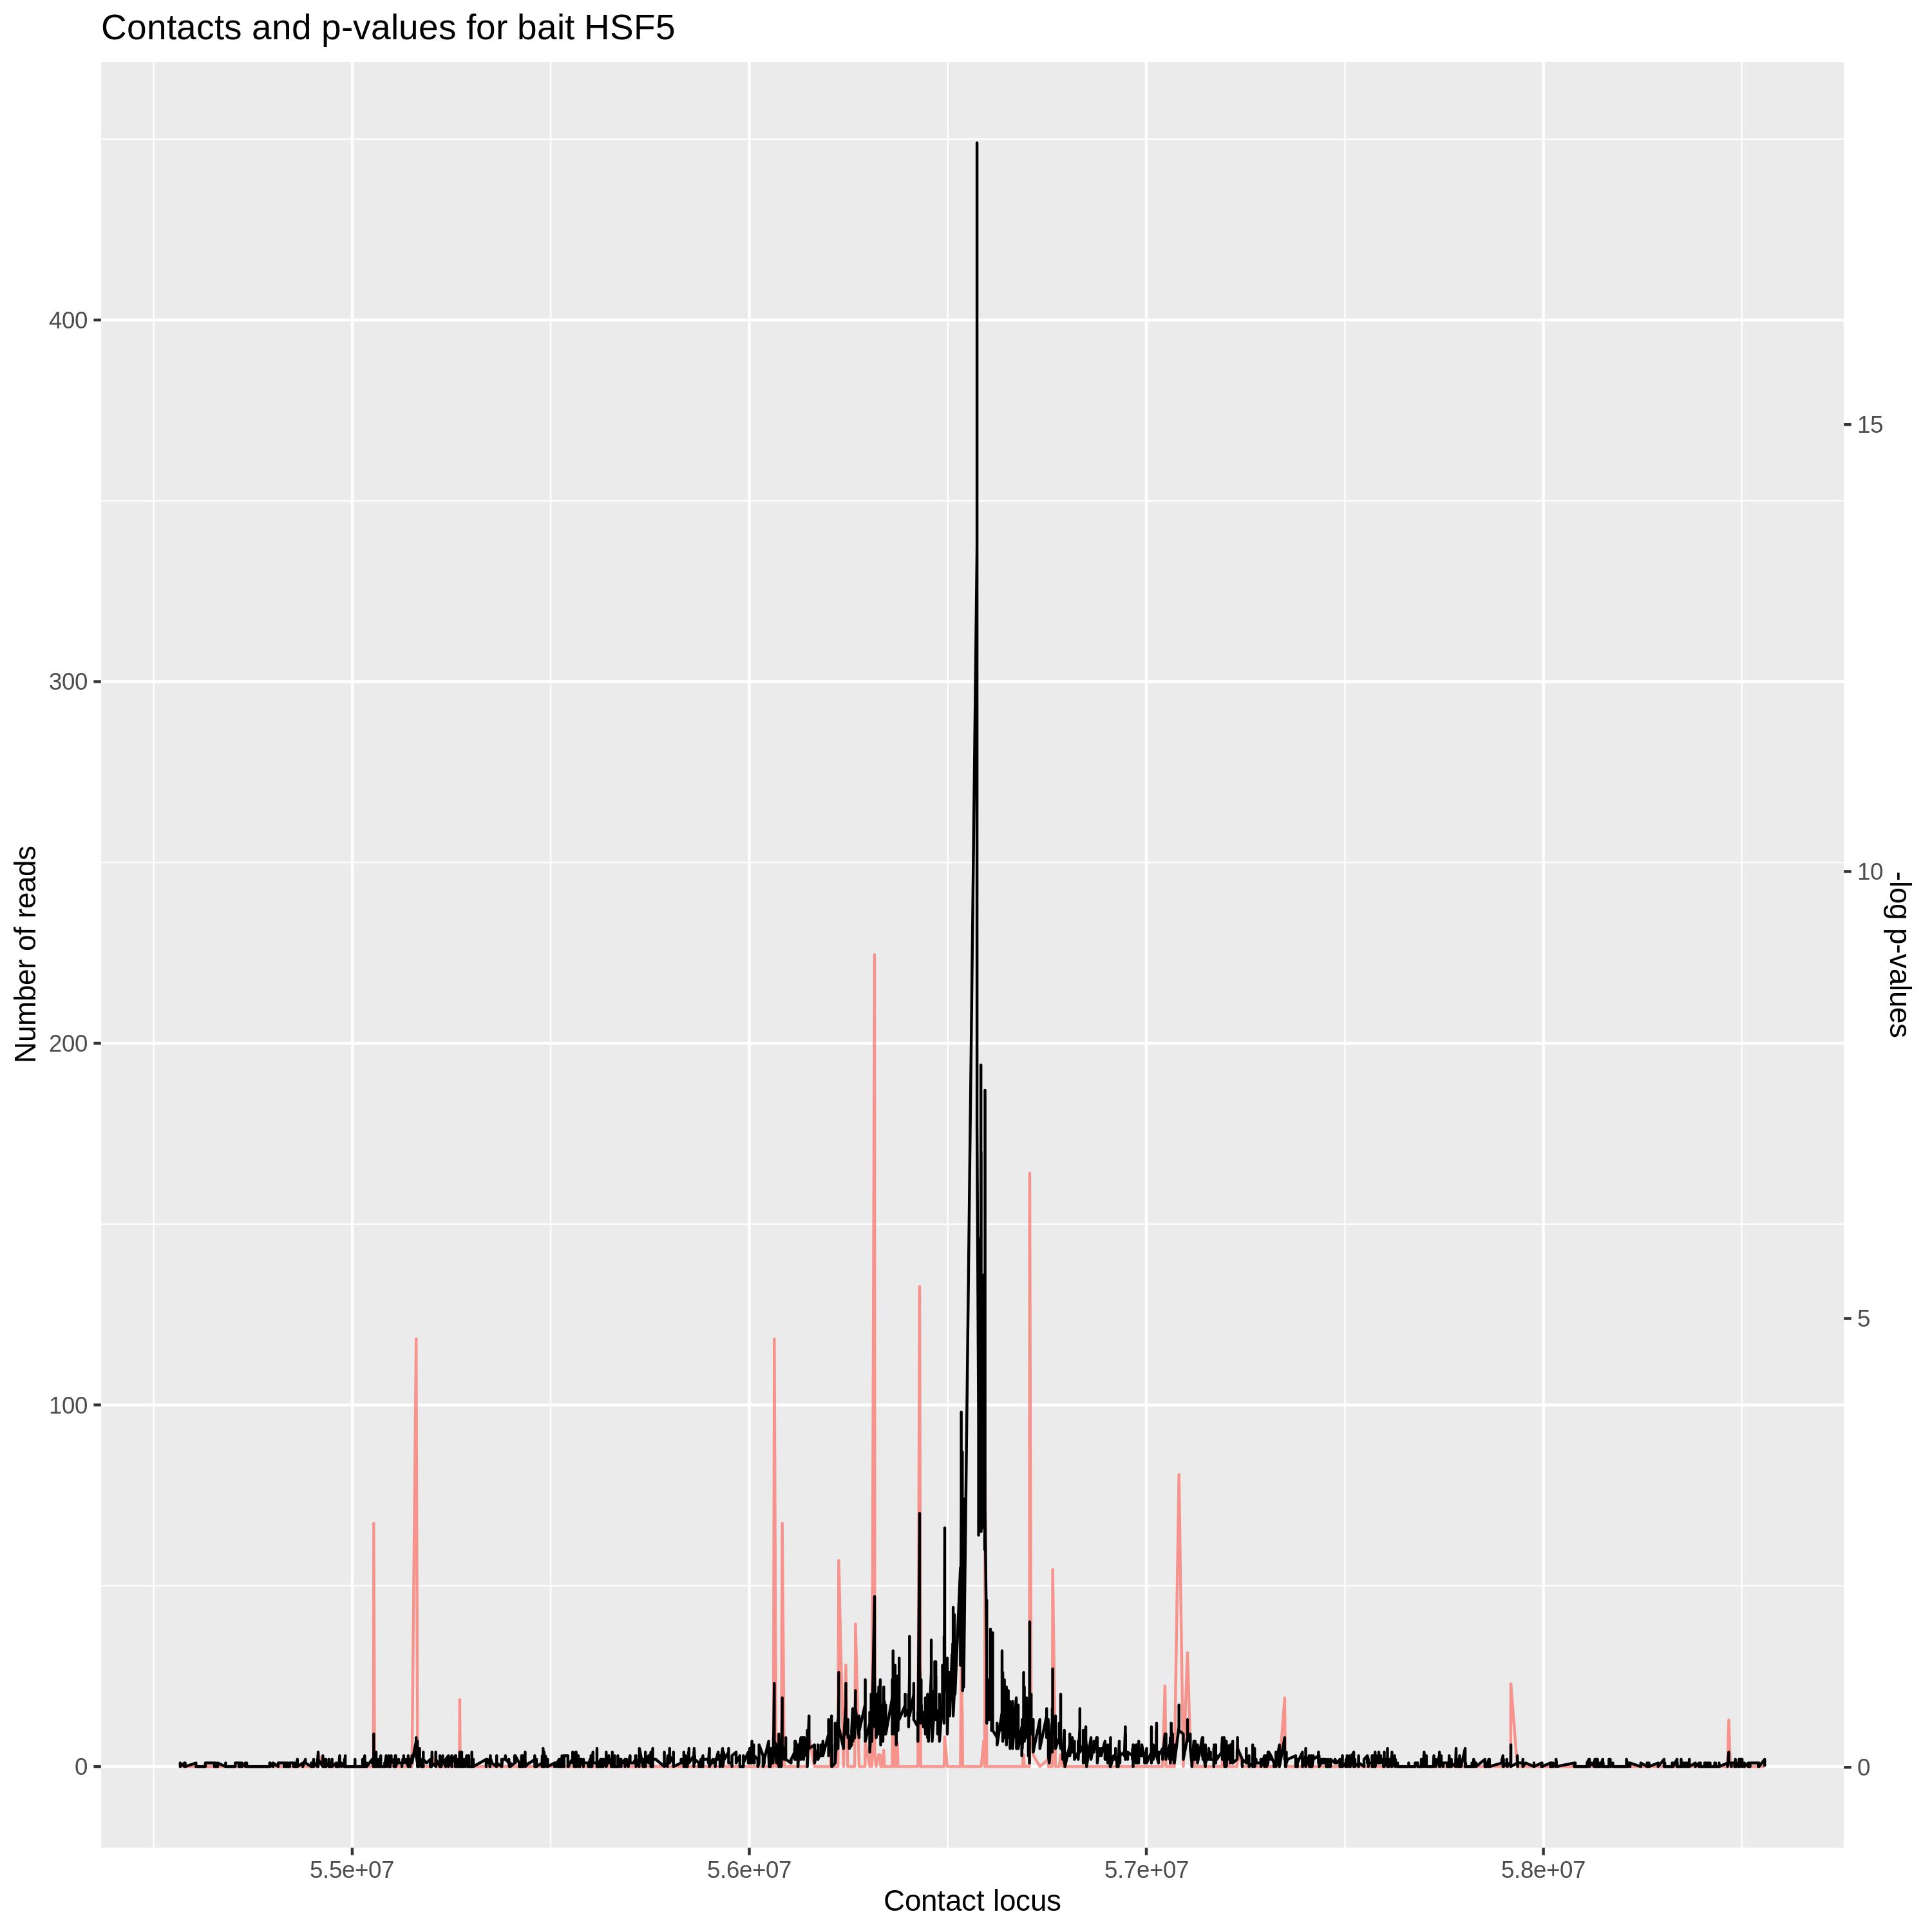 Contacts and p-values for bait HSF5
Number of reads
400
300
200
100
0
15
10
5
0
-log p-values
5.5e+07
5.6e+07
5.7e+07
5.8e+07
Contact locus